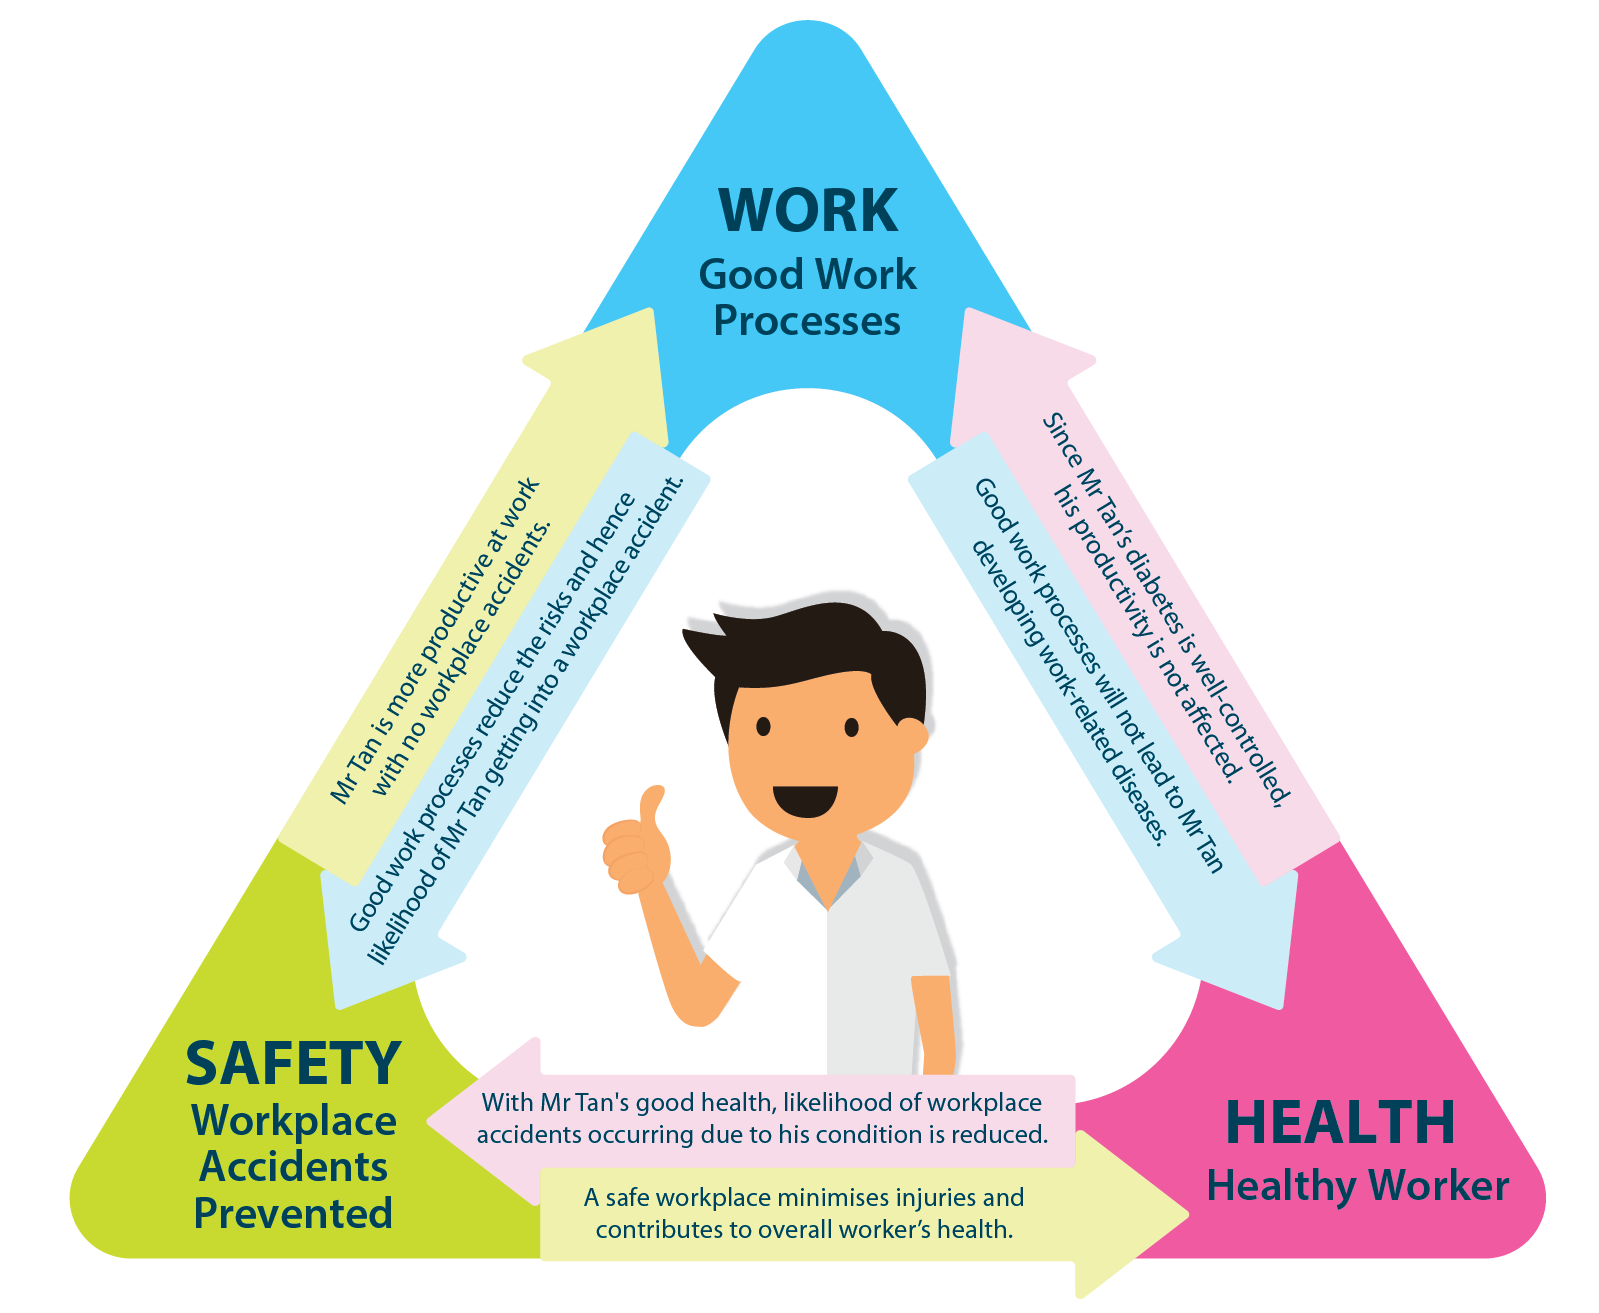 WORK
Good Work
Processes
Mr Tan is more productive at work
with no workplace accidents.
Good work processes reduce the risks and hence
likelihood of Mr Tan getting into a workplace accident.
Since Mr Tan's diabetes is well-controlled,
his productivity is not affected.
Good work processes will not lead to Mr Tan
developing work-related diseases.
SAFETY
Workplace
Accidents
Prevented
With Mr Tan's good health, likelihood of workplace
accidents occurring due to his condition is reduced.
A safe workplace minimises injuries and
contributes to overall worker’s health.
HEALTH
Healthy Worker